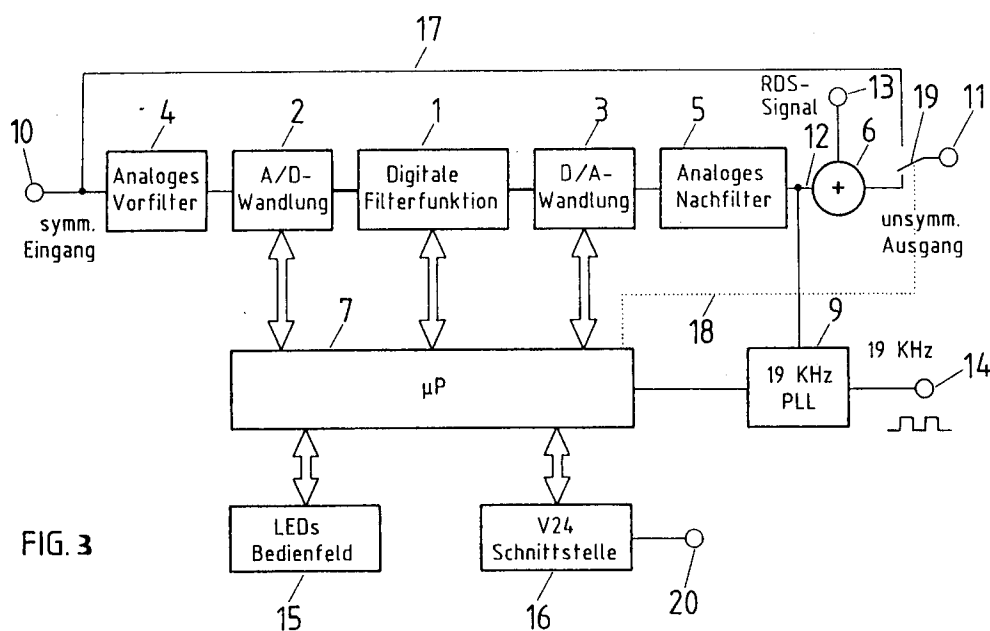 17
RDS-
Signal
13
19
11
10
4
2
1
3
5
12
6
Analoges
Vorfilter
A/D-
Wandlung
Digitale
Filterfunktion
D/A-
Wandlung
Analoges
Nachfilter
+
symm.
Eingang
unsymm.
Ausgang
7
18
9
19 KHz
14
µP
19 KHz
PLL
FIG. 3
LEDs
Bedienfeld
V24
Schnittstelle
15
16
20